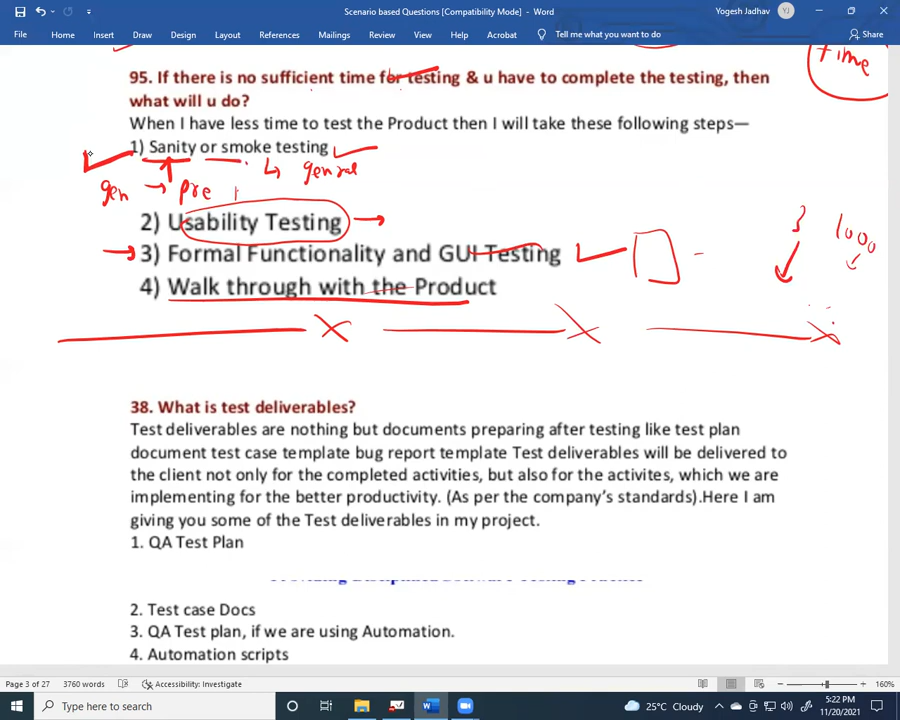 Scenario based Questions [Compatibility Mode] - Word
Yogesh Jadhav
YJ
File Home Insert Draw Design Layout References Mailings Review View Help Acrobat Tell me what you want to do Share
time
95. If there is no sufficient time for testing & u have to complete the testing, then
what will u do?
When I have less time to test the Product then I will take these following steps—
1) Sanity or smoke testing
general
gen pre
2) Usability Testing
3 1000
3) Formal Functionality and GUI Testing
4) Walk through with the Product
38. What is test deliverables?
Test deliverables are nothing but documents preparing after testing like test plan
document test case template bug report template Test deliverables will be delivered to
the client not only for the completed activities, but also for the activites, which we are
implementing for the better productivity. (As per the company's standards).Here I am
giving you some of the Test deliverables in my project.
1. QA Test Plan
2. Test case Docs
3. QA Test plan, if we are using Automation.
4. Automation scripts
Page 3 of 27 3760 words Accessibility: Investigate 160%
Type here to search
25°C Cloudy
5:22 PM
11/20/2021